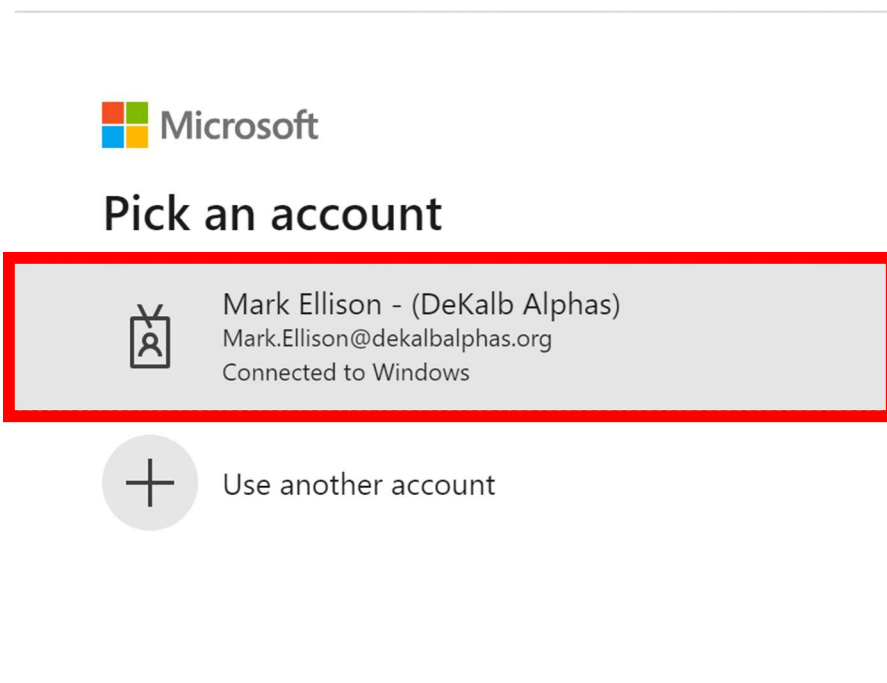 Microsoft
Pick an account
Mark Ellison - (DeKalb Alphas)
Mark.Ellison@dekalbalphas.org
Connected to Windows
Use another account